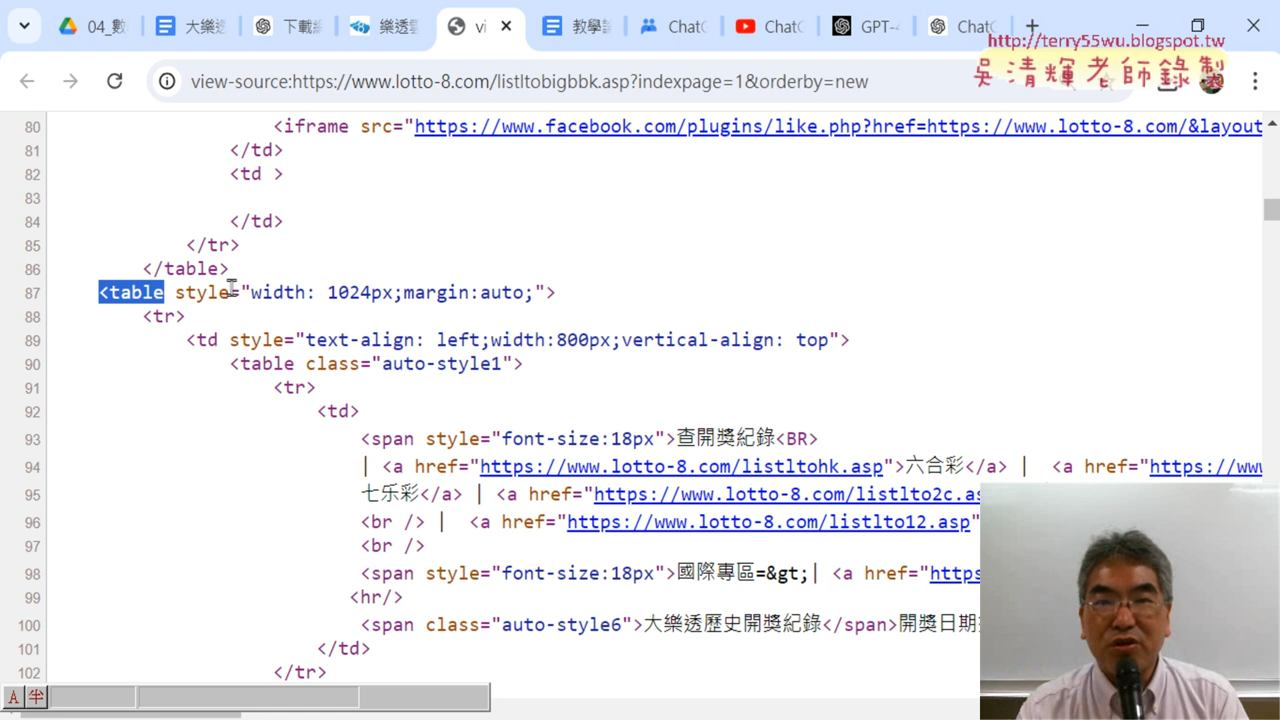 04_數
大樂透
下載絲
樂透彩
vi
教學訪
ChatG
ChatG
GPT-4
ChatG
http://terry55wu.blogspot.tw
吳清輝老師錄製
view-source:https://www.lotto-8.com/listltobigbbk.asp?indexpage=1&orderby=new
80 <iframe src="https://www.facebook.com/plugins/like.php?href=https://www.lotto-8.com/&layout
81 </td>
82 <td >
83
84 </td>
85 </tr>
86 </table>
87 <table style="width: 1024px;margin:auto;">
88 <tr>
89 <td style="text-align: left;width:800px;vertical-align: top">
90 <table class="auto-style1">
91 <tr>
92 <td>
93 <span style="font-size:18px">查開獎紀錄<BR>
94 | <a href="https://www.lotto-8.com/listltohk.asp">六合彩</a> | <a href="https://ww
95 七乐彩</a> | <a href="https://www.lotto-8.com/listlto2c.as
96 <br /> | <a href="https://www.lotto-8.com/listlto12.asp"
97 <br />
98 <span style="font-size:18px">國際專區=&gt;| <a href="https
99 <hr/>
100 <span class="auto-style6">大樂透歷史開獎紀錄</span>開獎日期
101 </td>
102 </tr>
A 半